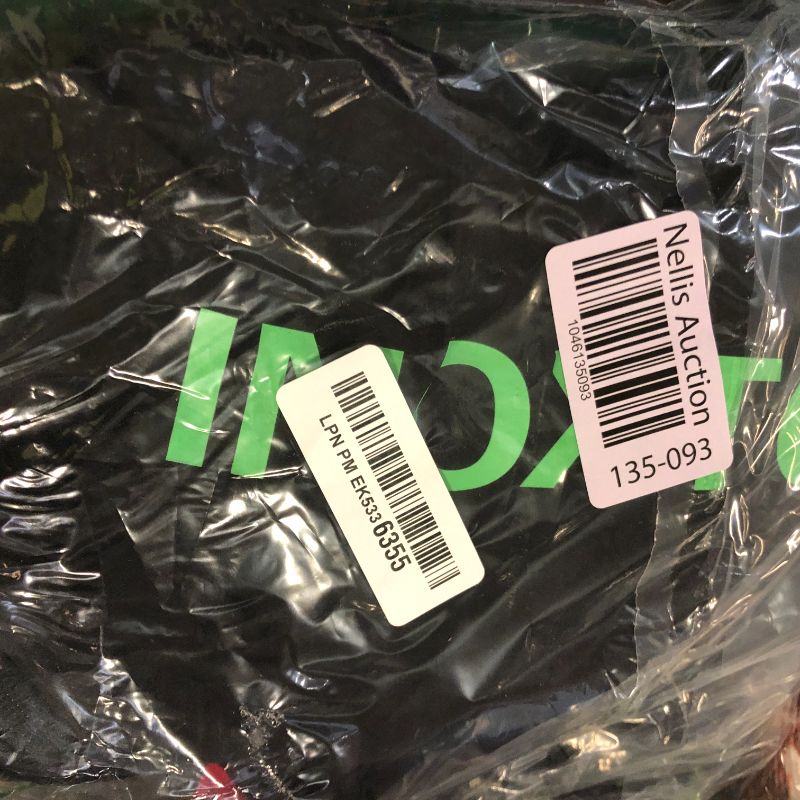 Nellis Auction
1046135093
135-093
LPN PM EK5336355